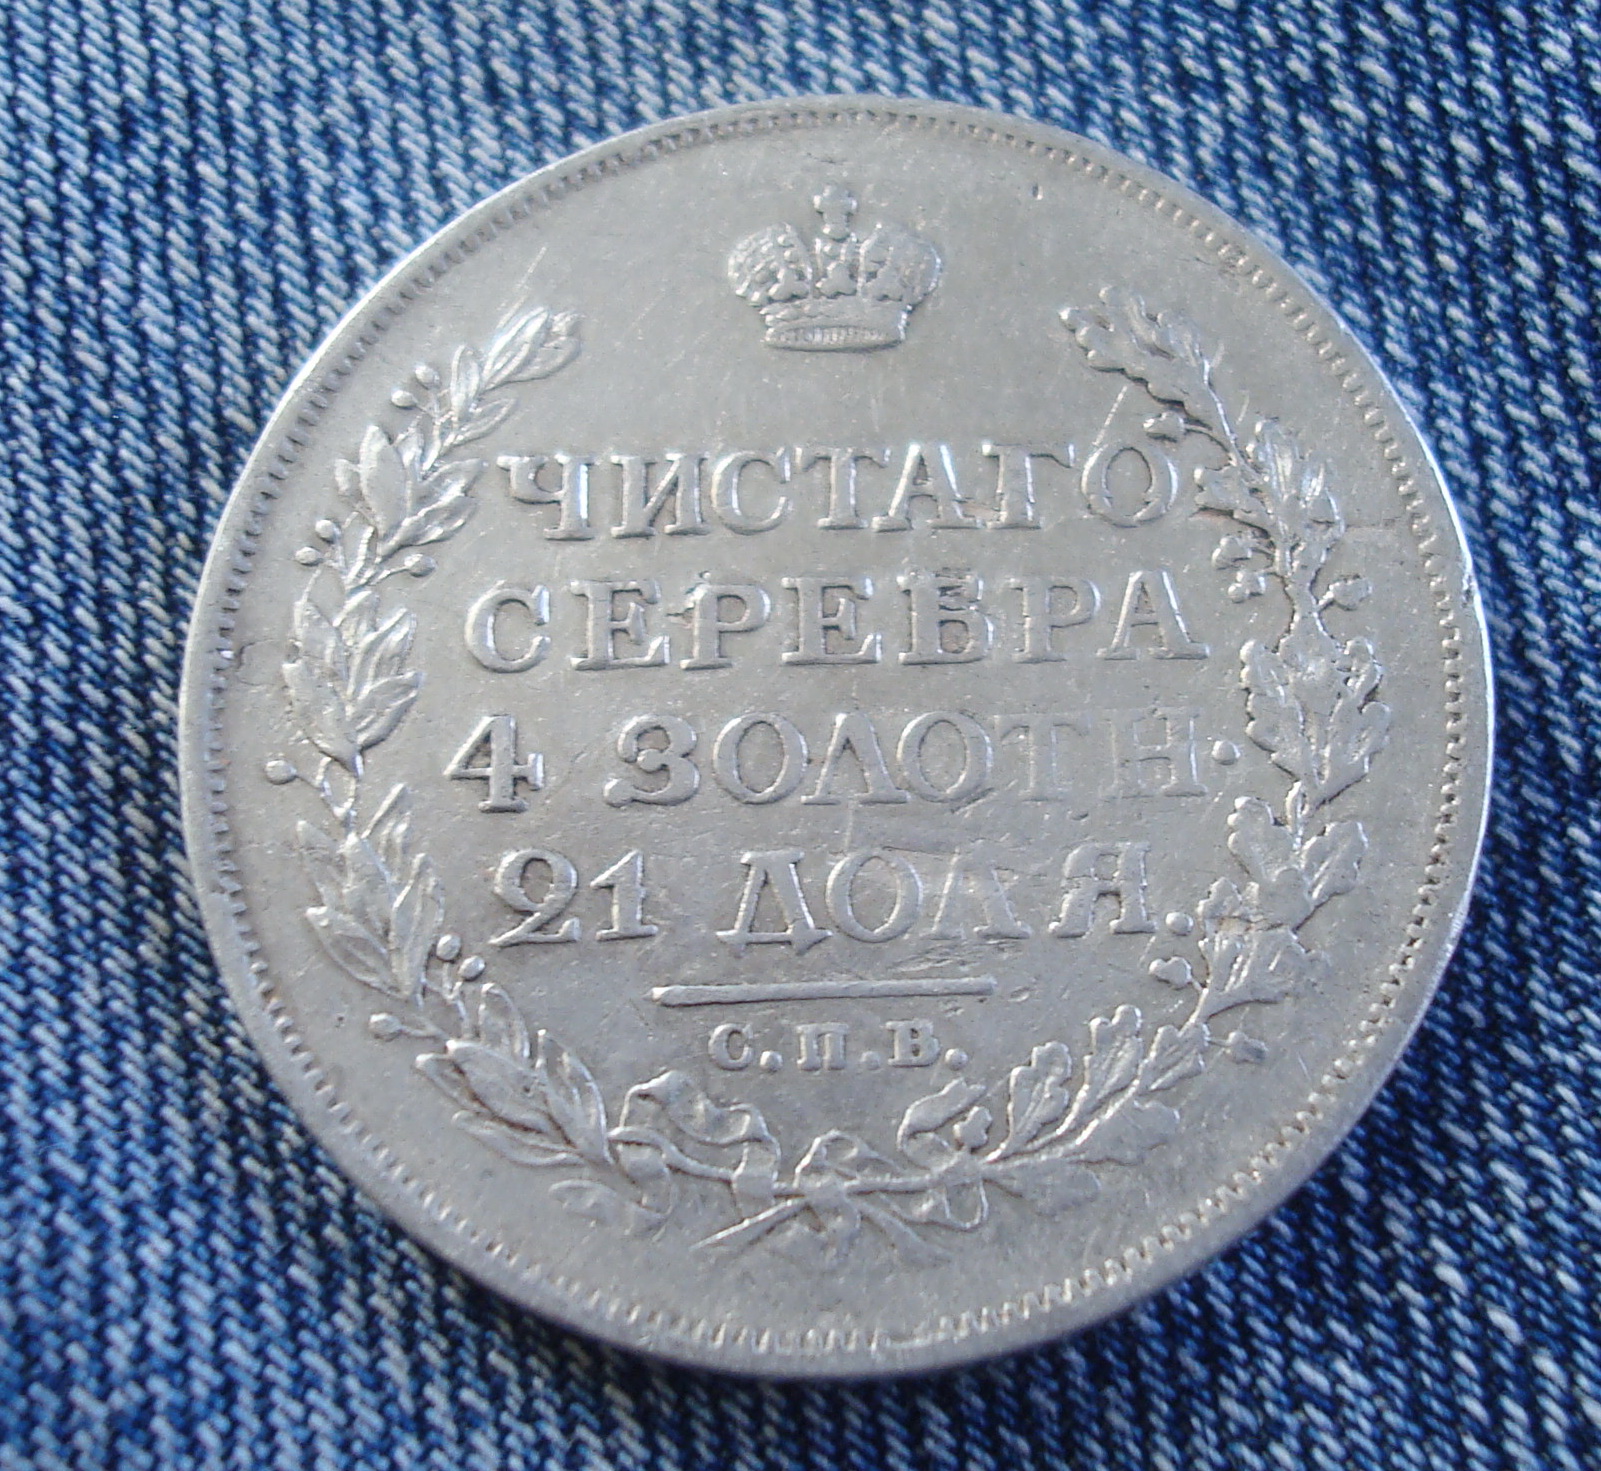 ЧИСТАГО
СЕРЕБРА
4 ЗОЛОТН.
21 ДОЛЯ.
С.П.В.